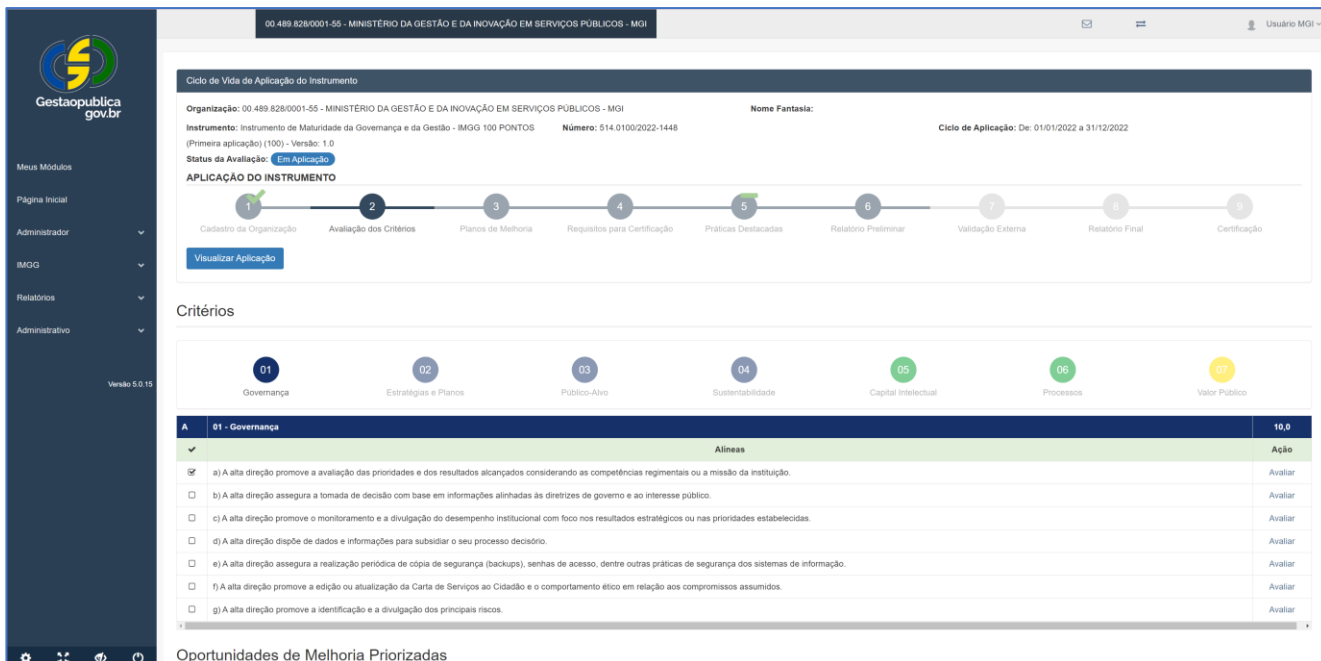 00.489.828/0001-55 - MINISTÉRIO DA GESTÃO E DA INOVAÇÃO EM SERVIÇOS PÚBLICOS - MGI
Usuário MGI
Gestaopublica
gov.br
Meus Módulos
Página Inicial
Administrador
IMGG
Relatórios
Administrativo
Versão 5.0.15
Ciclo de Vida de Aplicação do Instrumento
Organização: 00.489.828/0001-55 - MINISTÉRIO DA GESTÃO E DA INOVAÇÃO EM SERVIÇOS PÚBLICOS - MGI Nome Fantasia:
Instrumento: Instrumento de Maturidade da Governança e da Gestão - IMGG 100 PONTOS Número: 514.0100/2022-1448 Ciclo de Aplicação: De: 01/01/2022 a 31/12/2022
(Primeira aplicação) (100) - Versão: 1.0
Status da Avaliação: Em Aplicação
APLICAÇÃO DO INSTRUMENTO
1 2 3 4 5 6 7 8 9
Cadastro da Organização Avaliação dos Critérios Planos de Melhoria Requisitos para Certificação Práticas Destacadas Relatório Preliminar Validação Externa Relatório Final Certificação
Visualizar Aplicação
Critérios
01 02 03 04 05 06 07
Governança Estratégias e Planos Público-Alvo Sustentabilidade Capital Intelectual Processos Valor Público
A 01 - Governança 10,0
Alíneas Ação
a) A alta direção promove a avaliação das prioridades e dos resultados alcançados considerando as competências regimentais ou a missão da instituição. Avaliar
b) A alta direção assegura a tomada de decisão com base em informações alinhadas às diretrizes de governo e ao interesse público. Avaliar
c) A alta direção promove o monitoramento e a divulgação do desempenho institucional com foco nos resultados estratégicos ou nas prioridades estabelecidas. Avaliar
d) A alta direção dispõe de dados e informações para subsidiar o seu processo decisório. Avaliar
e) A alta direção assegura a realização periódica de cópia de segurança (backups), senhas de acesso, dentre outras práticas de segurança dos sistemas de informação. Avaliar
f) A alta direção promove a edição ou atualização da Carta de Serviços ao Cidadão e o comportamento ético em relação aos compromissos assumidos. Avaliar
g) A alta direção promove a identificação e a divulgação dos principais riscos. Avaliar
Oportunidades de Melhoria Priorizadas